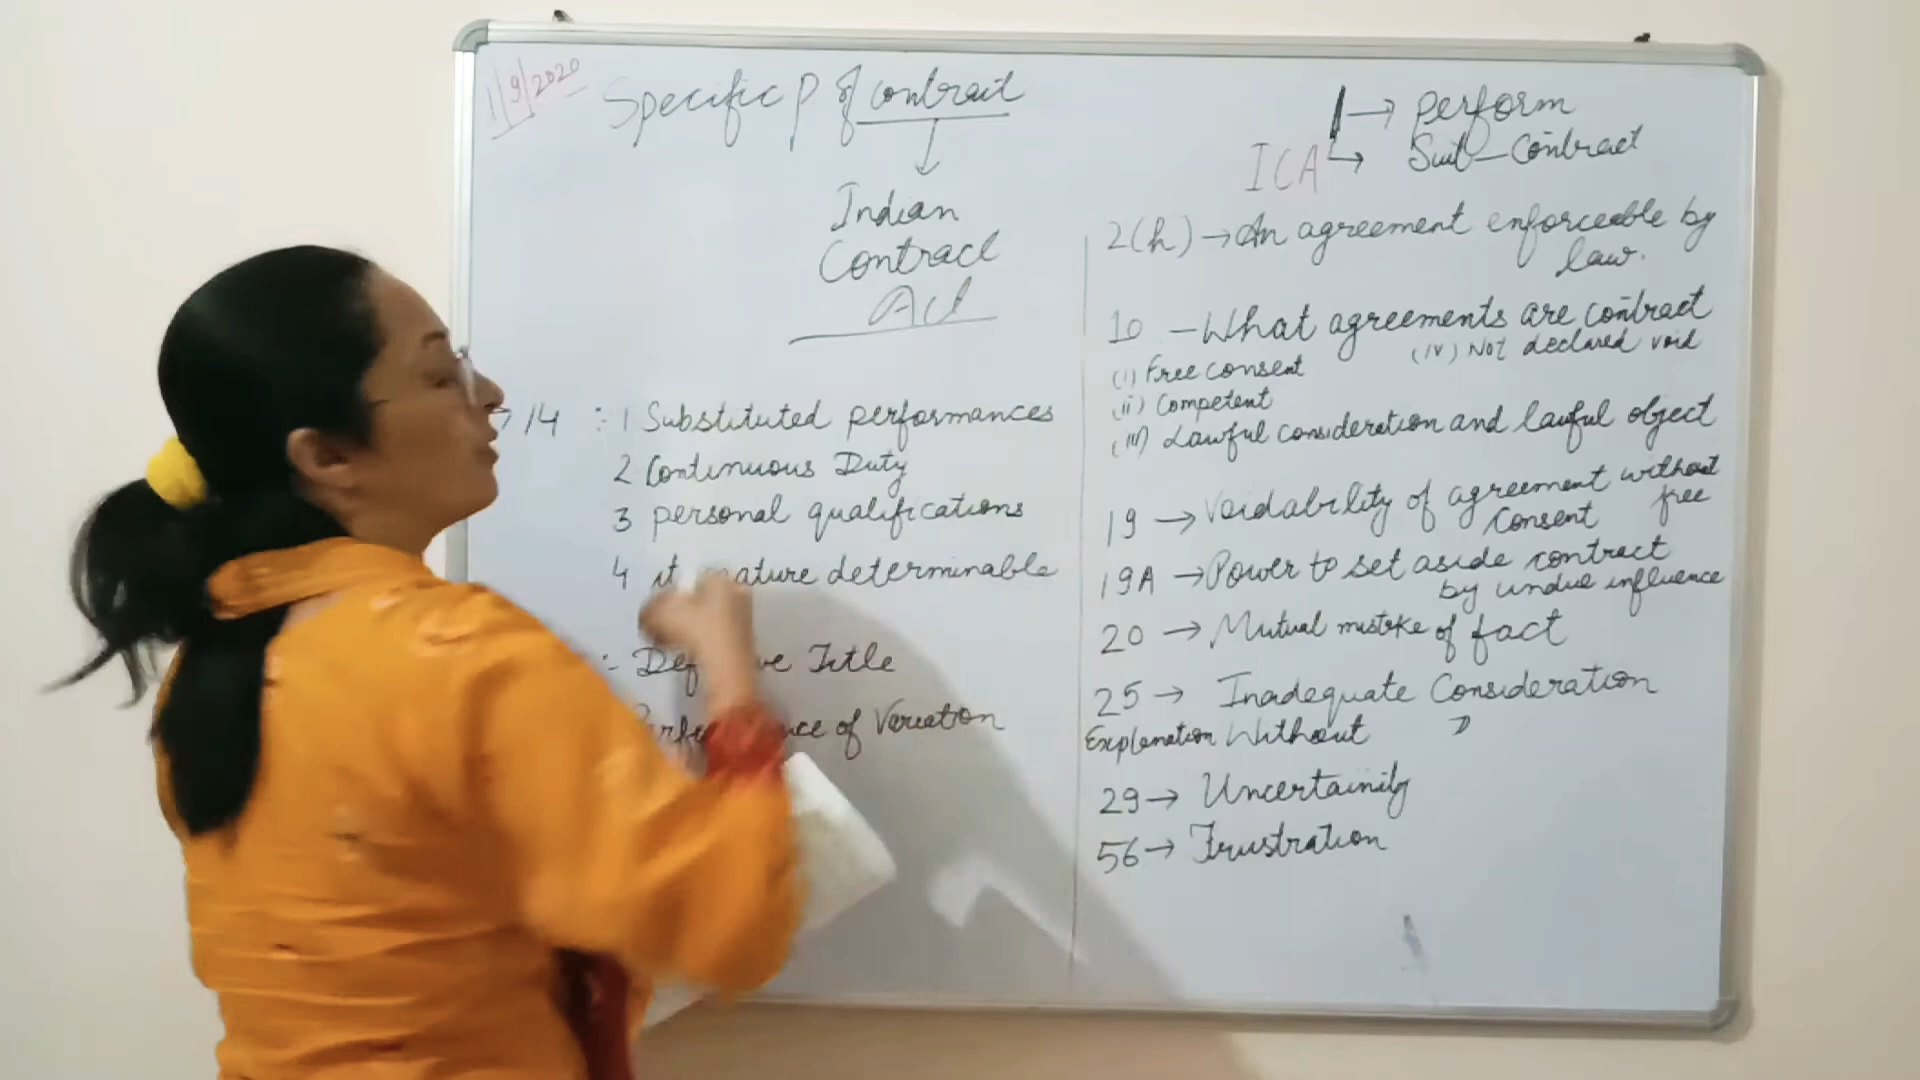 1/9/2020
Specific P of contract
Indian
Contract
Act
14 :- 1 Substituted performances
2 Continuous Duty
3 personal qualifications
4 nature determinable
:- Title
of Variation
→ perform
ICA → Suit - Contract
2(h) → An agreement enforceable by
law.
10 - What agreements are contract
(i) Free consent (iv) Not declared void
(ii) Competent
(iii) Lawful consideration and lawful object
19 → Voidability of agreement without
free
consent
19A → Power to set aside contract
by undue influence
20 → Mutual mistake of fact
25 → Inadequate Consideration
Explanation Without "
29 → Uncertainity
56 → Frustration